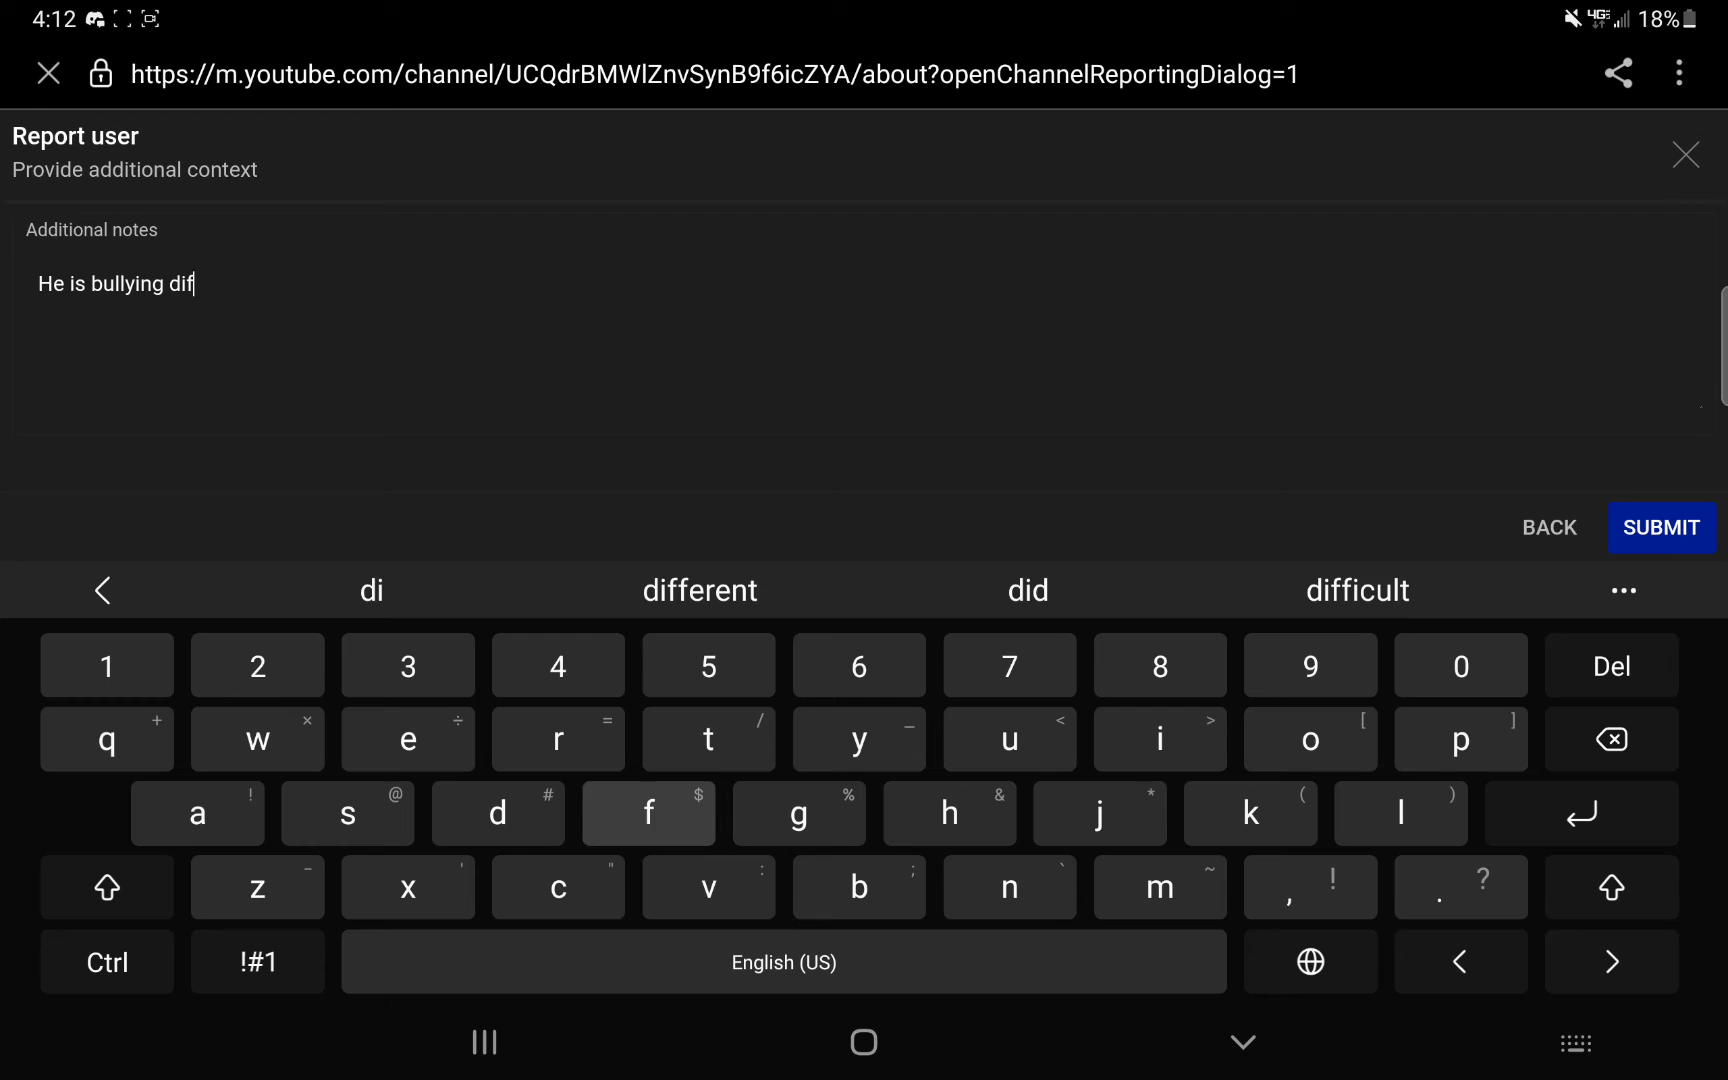 4:12 4G 18%
https://m.youtube.com/channel/UCQdrBMWlZnvSynB9f6icZYA/about?openChannelReportingDialog=1
Report user
Provide additional context
Additional notes
He is bullying dif
BACK SUBMIT
di different did difficult ...
1 2 3 4 5 6 7 8 9 0 Del
+ × ÷ = / _ < > [ ]
q w e r t y u i o p
! @ # $ % & * ( )
a s d f g h j k l
- ' " : ; ` ~ ! ?
z x c v b n m , .
Ctrl !#1 English (US) < >